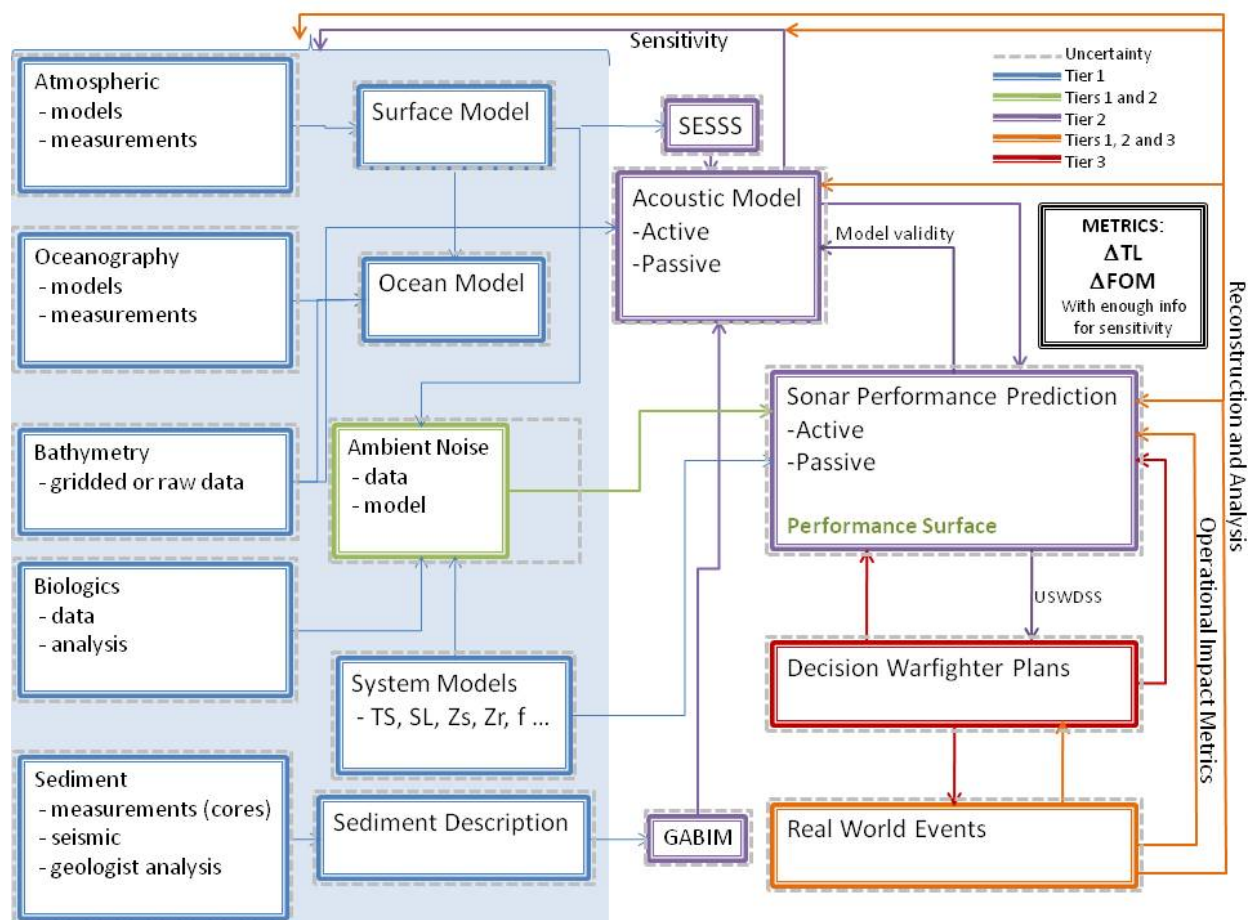 Sensitivity
Uncertainty
Tier 1
Tiers 1 and 2
Tier 2
Tiers 1, 2 and 3
Tier 3
Atmospheric
- models
- measurements
Surface Model
SESSS
Acoustic Model
-Active
-Passive
Model validity
METRICS:
ΔTL
ΔFOM
With enough info
for sensitivity
Oceanography
- models
- measurements
Ocean Model
Sonar Performance Prediction
-Active
-Passive
Performance Surface
Bathymetry
- gridded or raw data
Ambient Noise
- data
- model
Biologics
- data
- analysis
USWDSS
System Models
- TS, SL, Zs, Zr, f ...
Decision Warfighter Plans
Sediment
- measurements (cores)
- seismic
- geologist analysis
Sediment Description
GABIM
Real World Events
Reconstruction and Analysis
Operational Impact Metrics